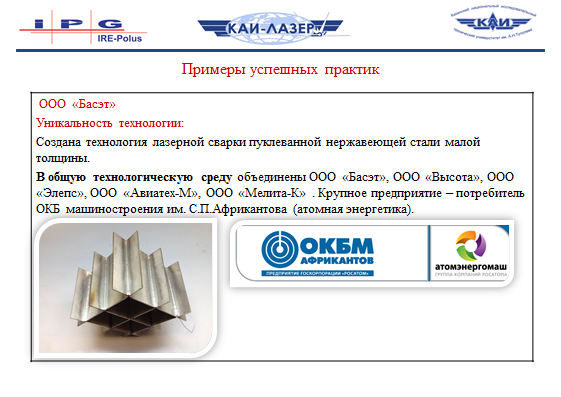 IPG
IRE-Polus
КАИ-ЛАЗЕР
КАИ
Примеры успешных практик
ООО «Басэт»
Уникальность технологии:
Создана технология лазерной сварки пуклеванной нержавеющей стали малой
толщины.
В общую технологическую среду объединены ООО «Басэт», ООО «Высота», ООО
«Элепс», ООО «Авиатех-М», ООО «Мелита-К» . Крупное предприятие – потребитель
ОКБ машиностроения им. С.П.Африкантова (атомная энергетика).
ОКБМ
АФРИКАНТОВ
ПРЕДПРИЯТИЕ ГОСКОРПОРАЦИИ «РОСАТОМ»
атомэнергомаш
ГРУППА КОМПАНИЙ РОСАТОМА